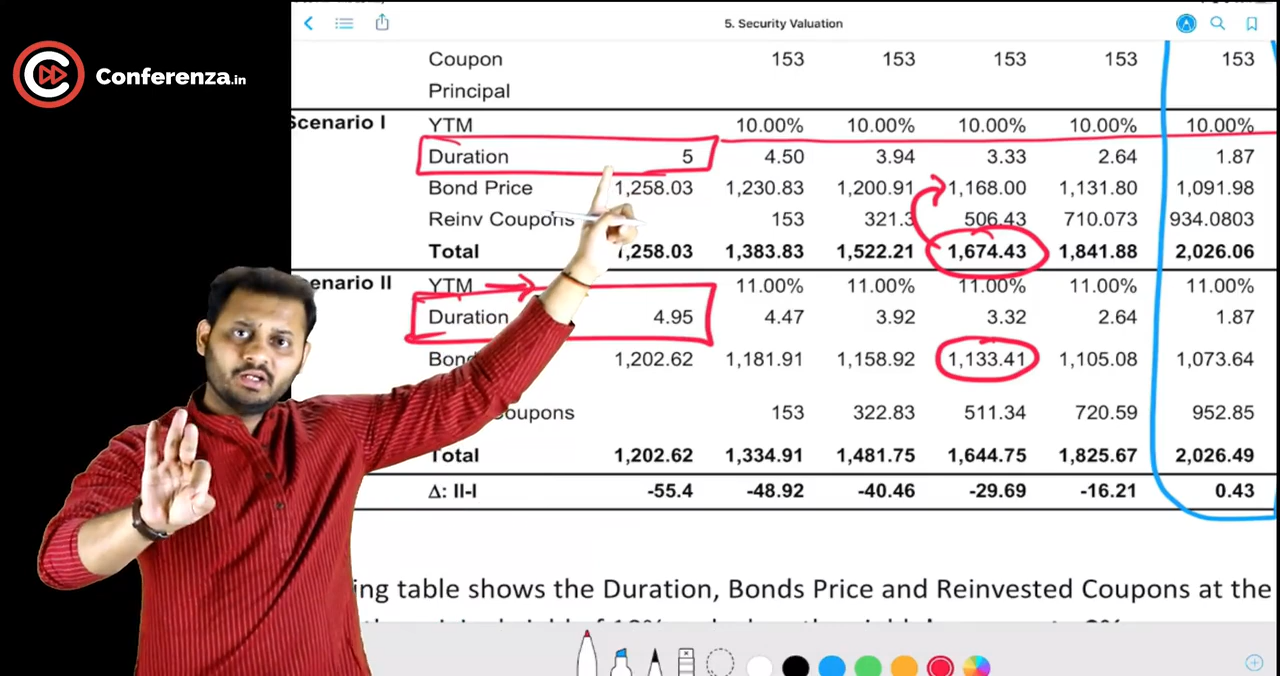 Conferenza.in
5. Security Valuation
Coupon 153 153 153 153 153
Principal
Scenario I YTM 10.00% 10.00% 10.00% 10.00% 10.00%
Duration 5 4.50 3.94 3.33 2.64 1.87
Bond Price 1,258.03 1,230.83 1,200.91 1,168.00 1,131.80 1,091.98
Reinv Coupons 153 321.3 506.43 710.073 934.0803
Total 1,258.03 1,383.83 1,522.21 1,674.43 1,841.88 2,026.06
enario II YTM 11.00% 11.00% 11.00% 11.00% 11.00%
Duration 4.95 4.47 3.92 3.32 2.64 1.87
Bond 1,202.62 1,181.91 1,158.92 1,133.41 1,105.08 1,073.64
Coupons 153 322.83 511.34 720.59 952.85
Total 1,202.62 1,334.91 1,481.75 1,644.75 1,825.67 2,026.49
Δ: II-I -55.4 -48.92 -40.46 -29.69 -16.21 0.43
ing table shows the Duration, Bonds Price and Reinvested Coupons at the